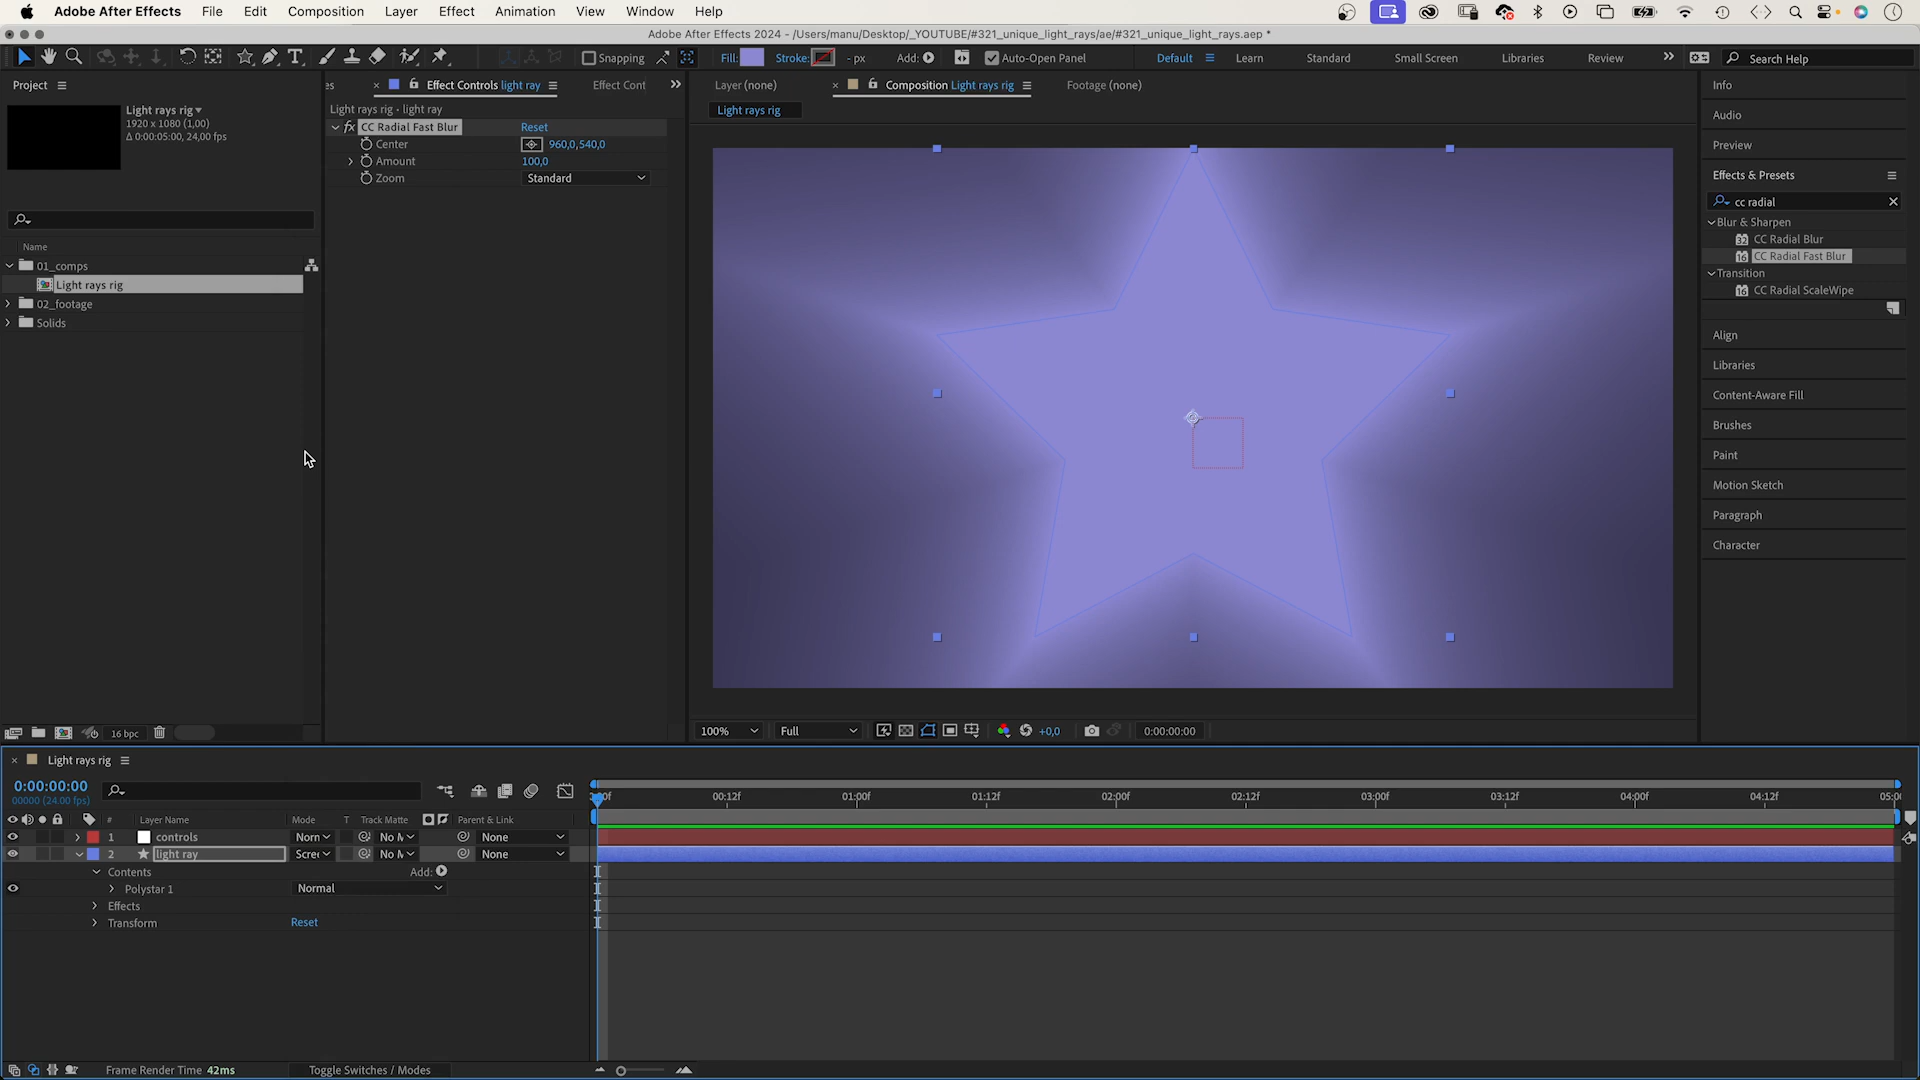 Adobe After Effects File Edit Composition Layer Effect Animation View Window Help
Adobe After Effects 2024 - /Users/manu/Desktop/_YOUTUBE/#321_unique_light_rays/ae/#321_unique_light_rays.aep *
Snapping Fill: Stroke: - px Add: Auto-Open Panel Default Learn Standard Small Screen Libraries Review Search Help
Project
Light rays rig
1920 x 1080 (1,00)
Δ 0:00:05:00, 24,00 fps
Name
01_comps
Light rays rig
02_footage
Solids
16 bpc
es Effect Controls light ray Effect Cont
Light rays rig • light ray
fx CC Radial Fast Blur Reset
Center 960,0,540,0
Amount 100,0
Zoom Standard
Layer (none) Composition Light rays rig Footage (none)
Light rays rig
100% Full +0,0 0:00:00:00
Info
Audio
Preview
Effects & Presets
cc radial
Blur & Sharpen
32 CC Radial Blur
16 CC Radial Fast Blur
Transition
16 CC Radial ScaleWipe
Align
Libraries
Content-Aware Fill
Brushes
Paint
Motion Sketch
Paragraph
Character
Light rays rig
0:00:00:00
00000 (24.00 fps)
00:12f 01:00f 01:12f 02:00f 02:12f 03:00f 03:12f 04:00f 04:12f 05:0
# Layer Name Mode T Track Matte Parent & Link
1 controls Norn No M None
2 light ray Scree No M None
Contents Add:
Polystar 1 Normal
Effects
Transform Reset
Frame Render Time 42ms Toggle Switches / Modes